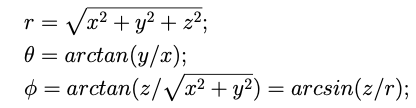 r = √(x² + y² + z²);
θ = arctan(y/x);
ϕ = arctan(z/√(x² + y²)) = arcsin(z/r);